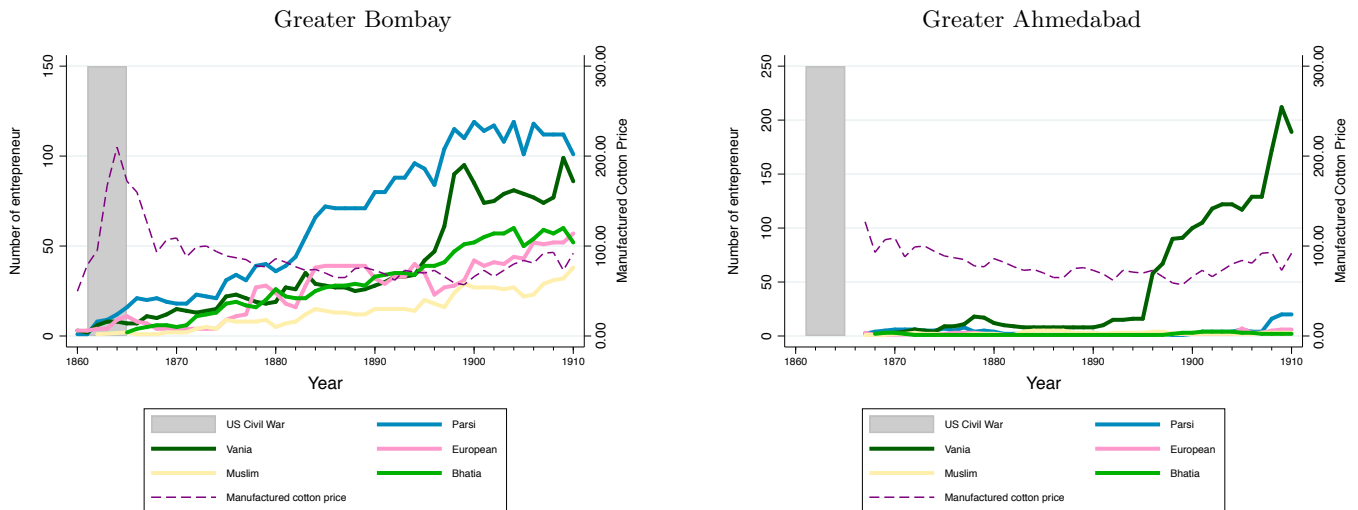 Greater Bombay
Number of entrepreneur
0
50
100
150
Manufactured Cotton Price
0.00
100.00
200.00
300.00
1860
1870
1880
1890
1900
1910
Year
US Civil War
Parsi
Vania
European
Muslim
Bhatia
Manufactured cotton price
Greater Ahmedabad
Number of entrepreneur
0
50
100
150
200
250
Manufactured Cotton Price
0.00
100.00
200.00
300.00
1860
1870
1880
1890
1900
1910
Year
US Civil War
Parsi
Vania
European
Muslim
Bhatia
Manufactured cotton price